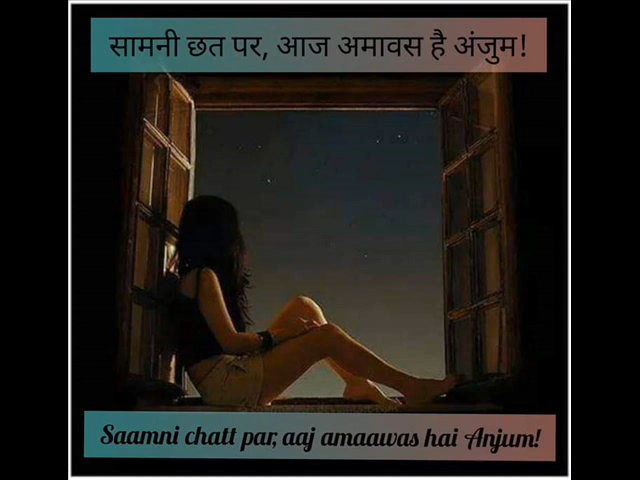 सामनी छत पर, आज अमावस है अंजुम!
Saamni chatt par, aaj amaawas hai Anjum!